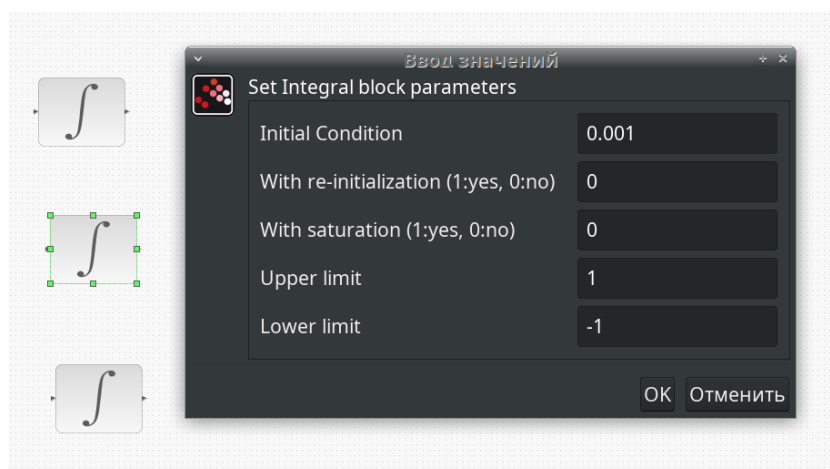 Ввод значений
Set Integral block parameters
Initial Condition 0.001
With re-initialization (1:yes, 0:no) 0
With saturation (1:yes, 0:no) 0
Upper limit 1
Lower limit -1
OK Отменить
∫
∫
∫